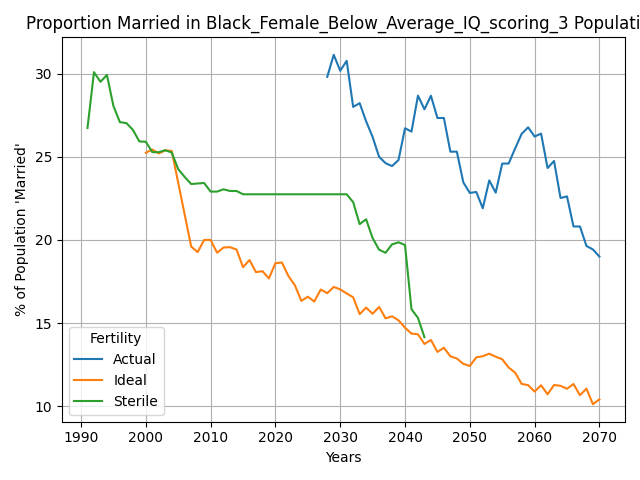 Proportion Married in Black_Female_Below_Average_IQ_scoring_3 Populati
% of Population 'Married'
30
25
20
15
10
Fertility
Actual
Ideal
Sterile
1990 2000 2010 2020 2030 2040 2050 2060 2070
Years